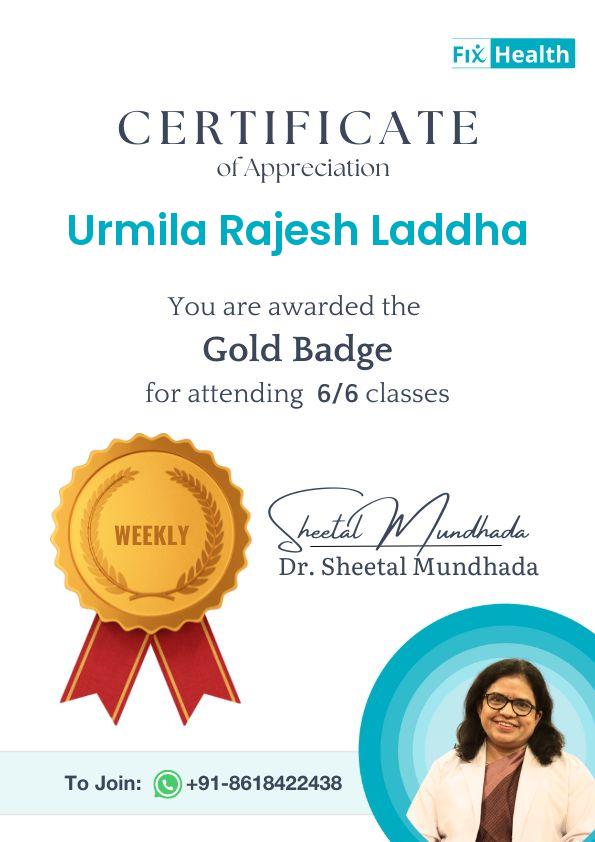 Fix Health
CERTIFICATE
of Appreciation
Urmila Rajesh Laddha
You are awarded the
Gold Badge
for attending 6/6 classes
WEEKLY
Sheetal Mundhada
Dr. Sheetal Mundhada
To Join: +91-8618422438